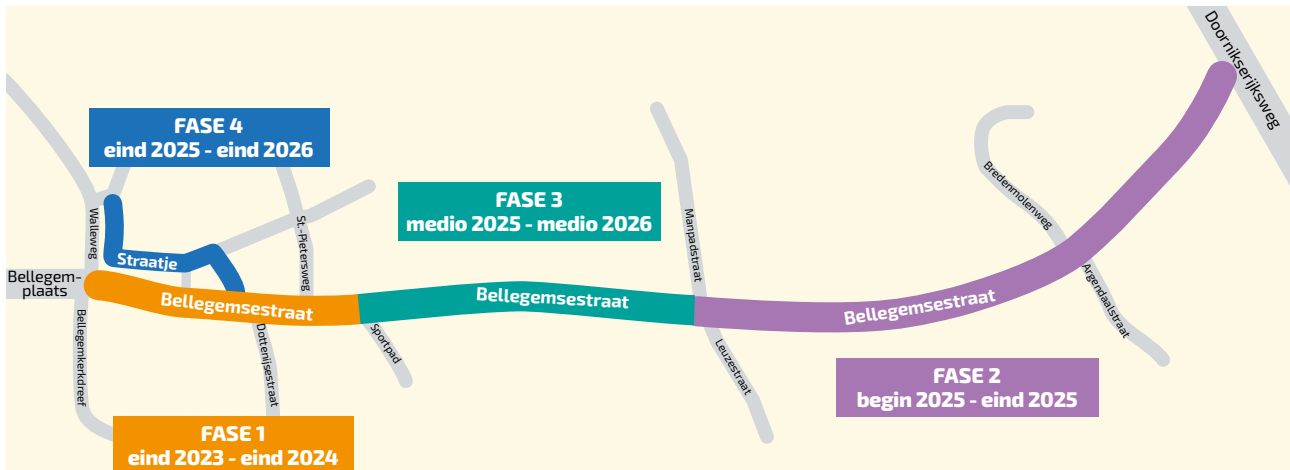 Doornikserijksweg
FASE 4
eind 2025 - eind 2026
FASE 3
medio 2025 - medio 2026
Bredenmolenweg
Walleweg
St.-Pietersweg
Manpadstraat
Straatje
Bellegem-
plaats
Bellegemsestraat
Bellegemsestraat
Bellegemsestraat
Argendaalstraat
Bellegemkerkdreef
Dottenijsestraat
Sportpad
Leuzestraat
FASE 2
begin 2025 - eind 2025
FASE 1
eind 2023 - eind 2024